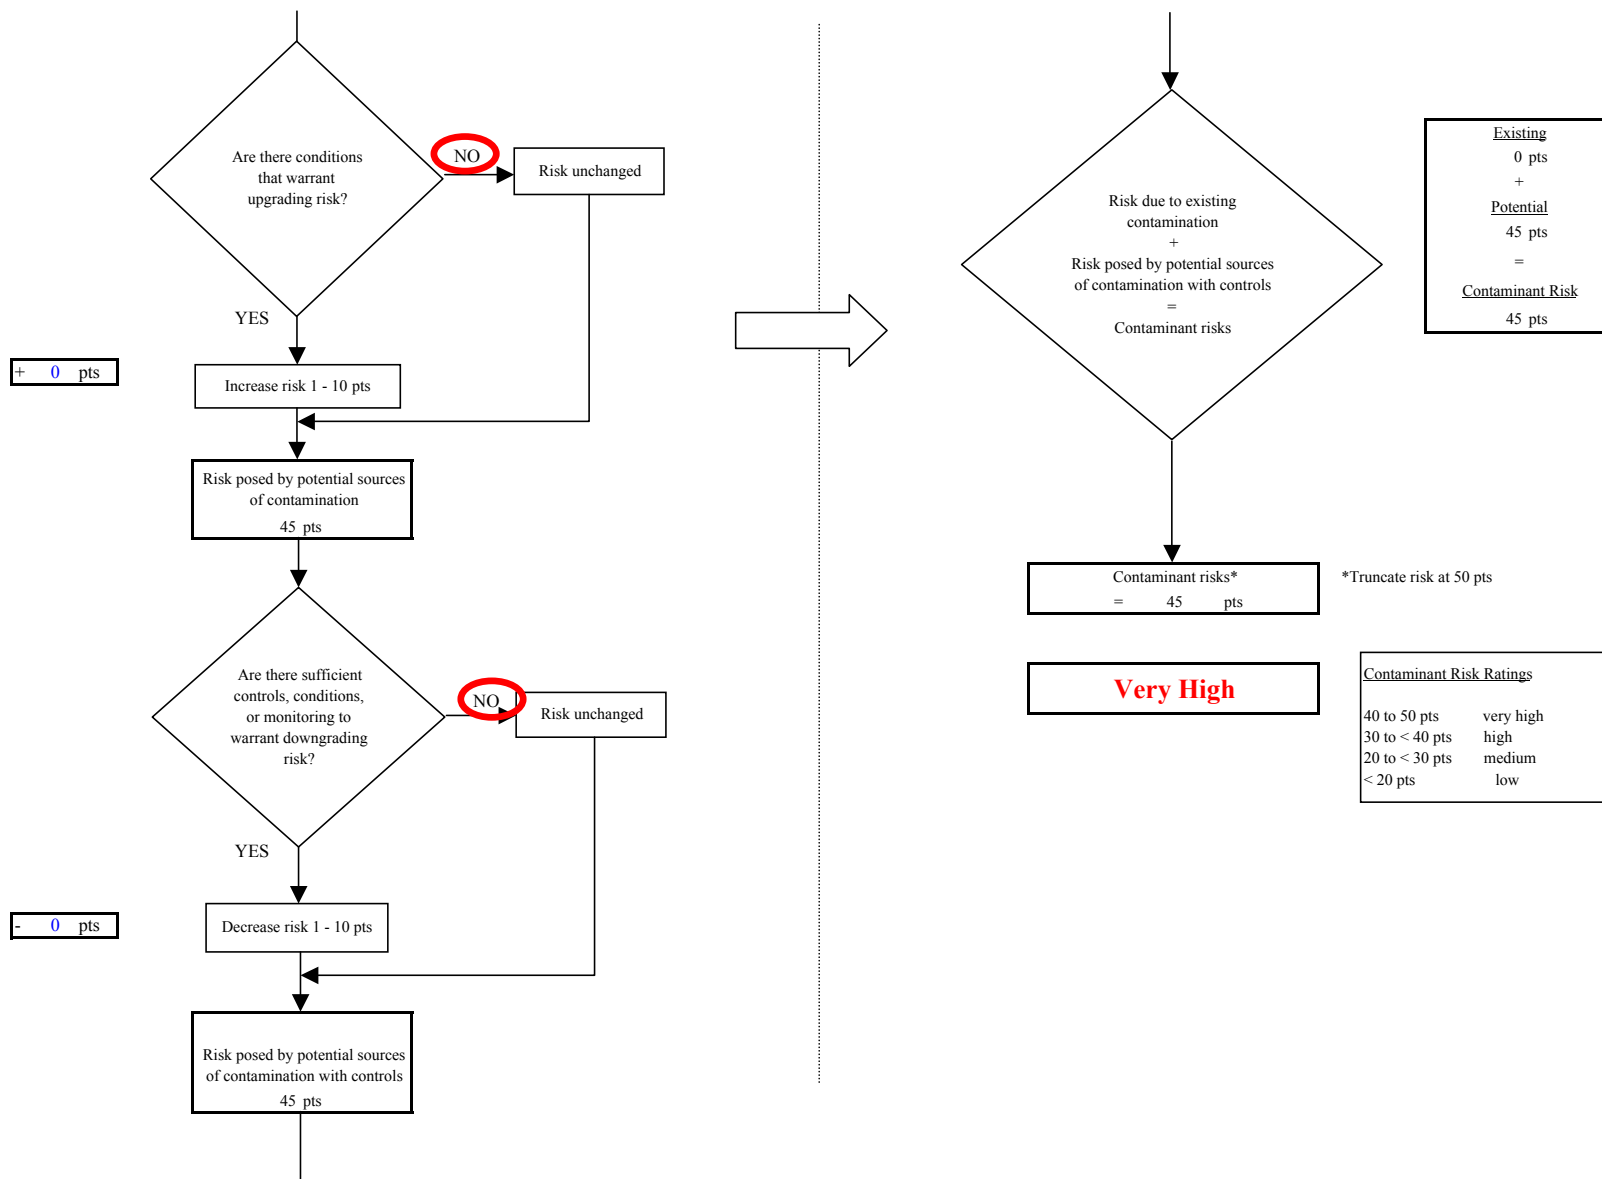 Are there conditions
that warrant
upgrading risk?
NO
Risk unchanged
YES
+ 0 pts
Increase risk 1 - 10 pts
Risk posed by potential sources
of contamination
45 pts
Are there sufficient
controls, conditions,
or monitoring to
warrant downgrading
risk?
NO
Risk unchanged
YES
- 0 pts
Decrease risk 1 - 10 pts
Risk posed by potential sources
of contamination with controls
45 pts
Risk due to existing
contamination
+
Risk posed by potential sources
of contamination with controls
=
Contaminant risks
Existing
0 pts
+
Potential
45 pts
=
Contaminant Risk
45 pts
Contaminant risks*
= 45 pts
*Truncate risk at 50 pts
Very High
Contaminant Risk Ratings
40 to 50 pts very high
30 to < 40 pts high
20 to < 30 pts medium
< 20 pts low